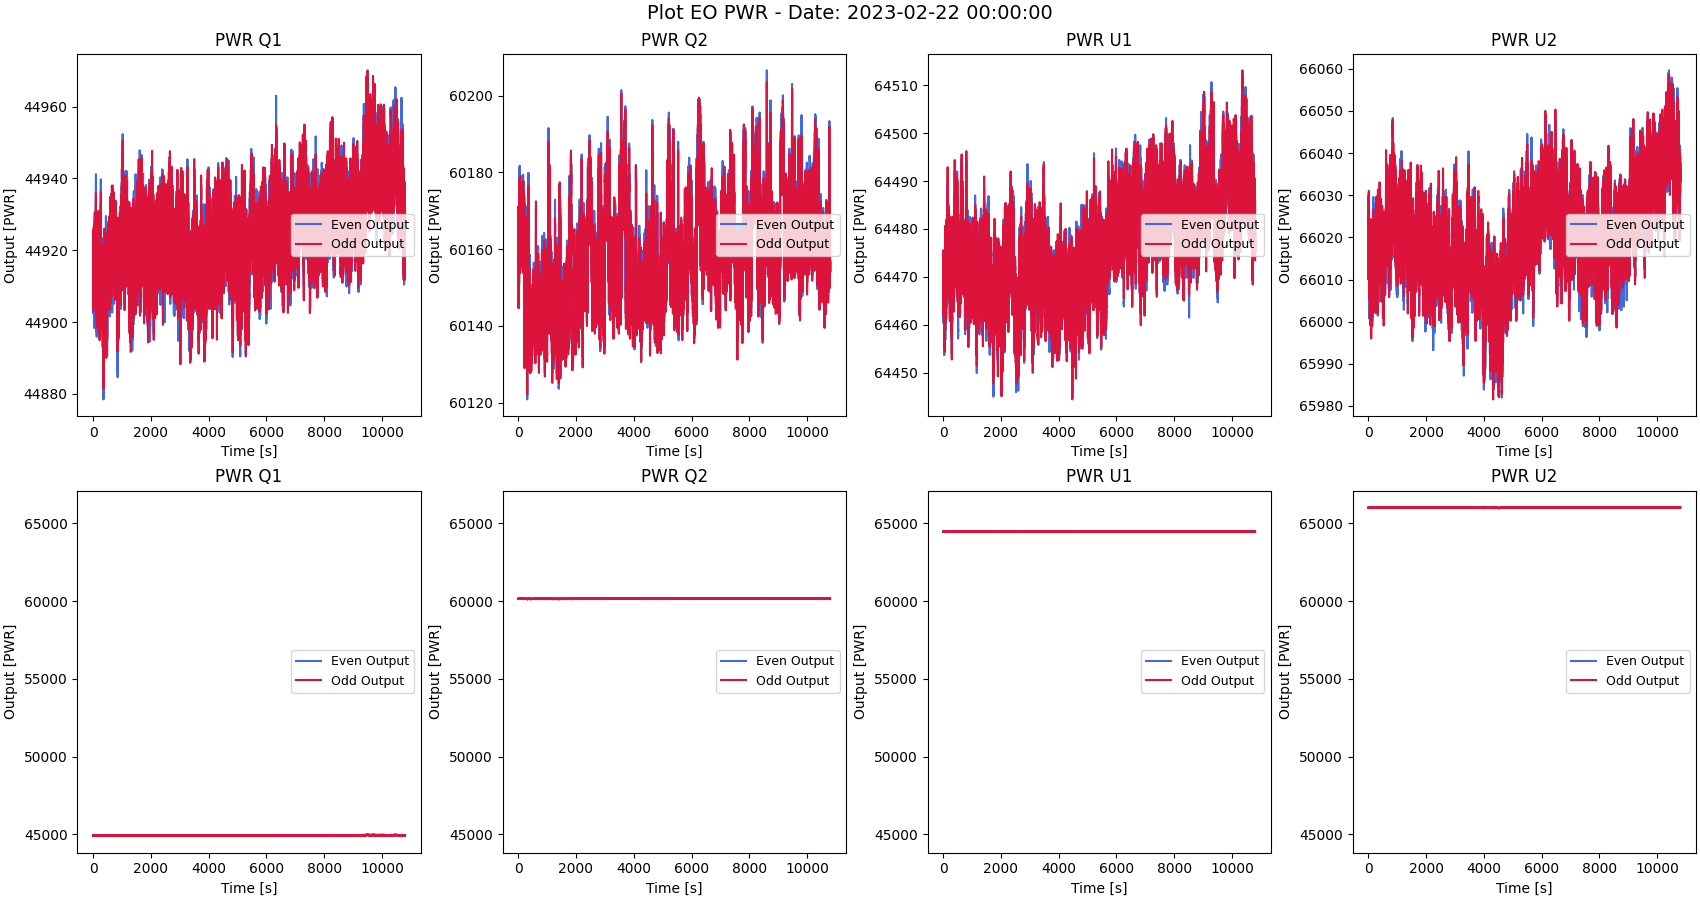 Plot EO PWR - Date: 2023-02-22 00:00:00
PWR Q1
Output [PWR]
44960
44940
44920
44900
44880
Even Output
Odd Output
0 2000 4000 6000 8000 10000
Time [s]
PWR Q2
Output [PWR]
60200
60180
60160
60140
60120
Even Output
Odd Output
0 2000 4000 6000 8000 10000
Time [s]
PWR U1
Output [PWR]
64510
64500
64490
64480
64470
64460
64450
Even Output
Odd Output
0 2000 4000 6000 8000 10000
Time [s]
PWR U2
Output [PWR]
66060
66050
66040
66030
66020
66010
66000
65990
65980
Even Output
Odd Output
0 2000 4000 6000 8000 10000
Time [s]
PWR Q1
Output [PWR]
65000
60000
55000
50000
45000
Even Output
Odd Output
0 2000 4000 6000 8000 10000
Time [s]
PWR Q2
Output [PWR]
65000
60000
55000
50000
45000
Even Output
Odd Output
0 2000 4000 6000 8000 10000
Time [s]
PWR U1
Output [PWR]
65000
60000
55000
50000
45000
Even Output
Odd Output
0 2000 4000 6000 8000 10000
Time [s]
PWR U2
Output [PWR]
65000
60000
55000
50000
45000
Even Output
Odd Output
0 2000 4000 6000 8000 10000
Time [s]